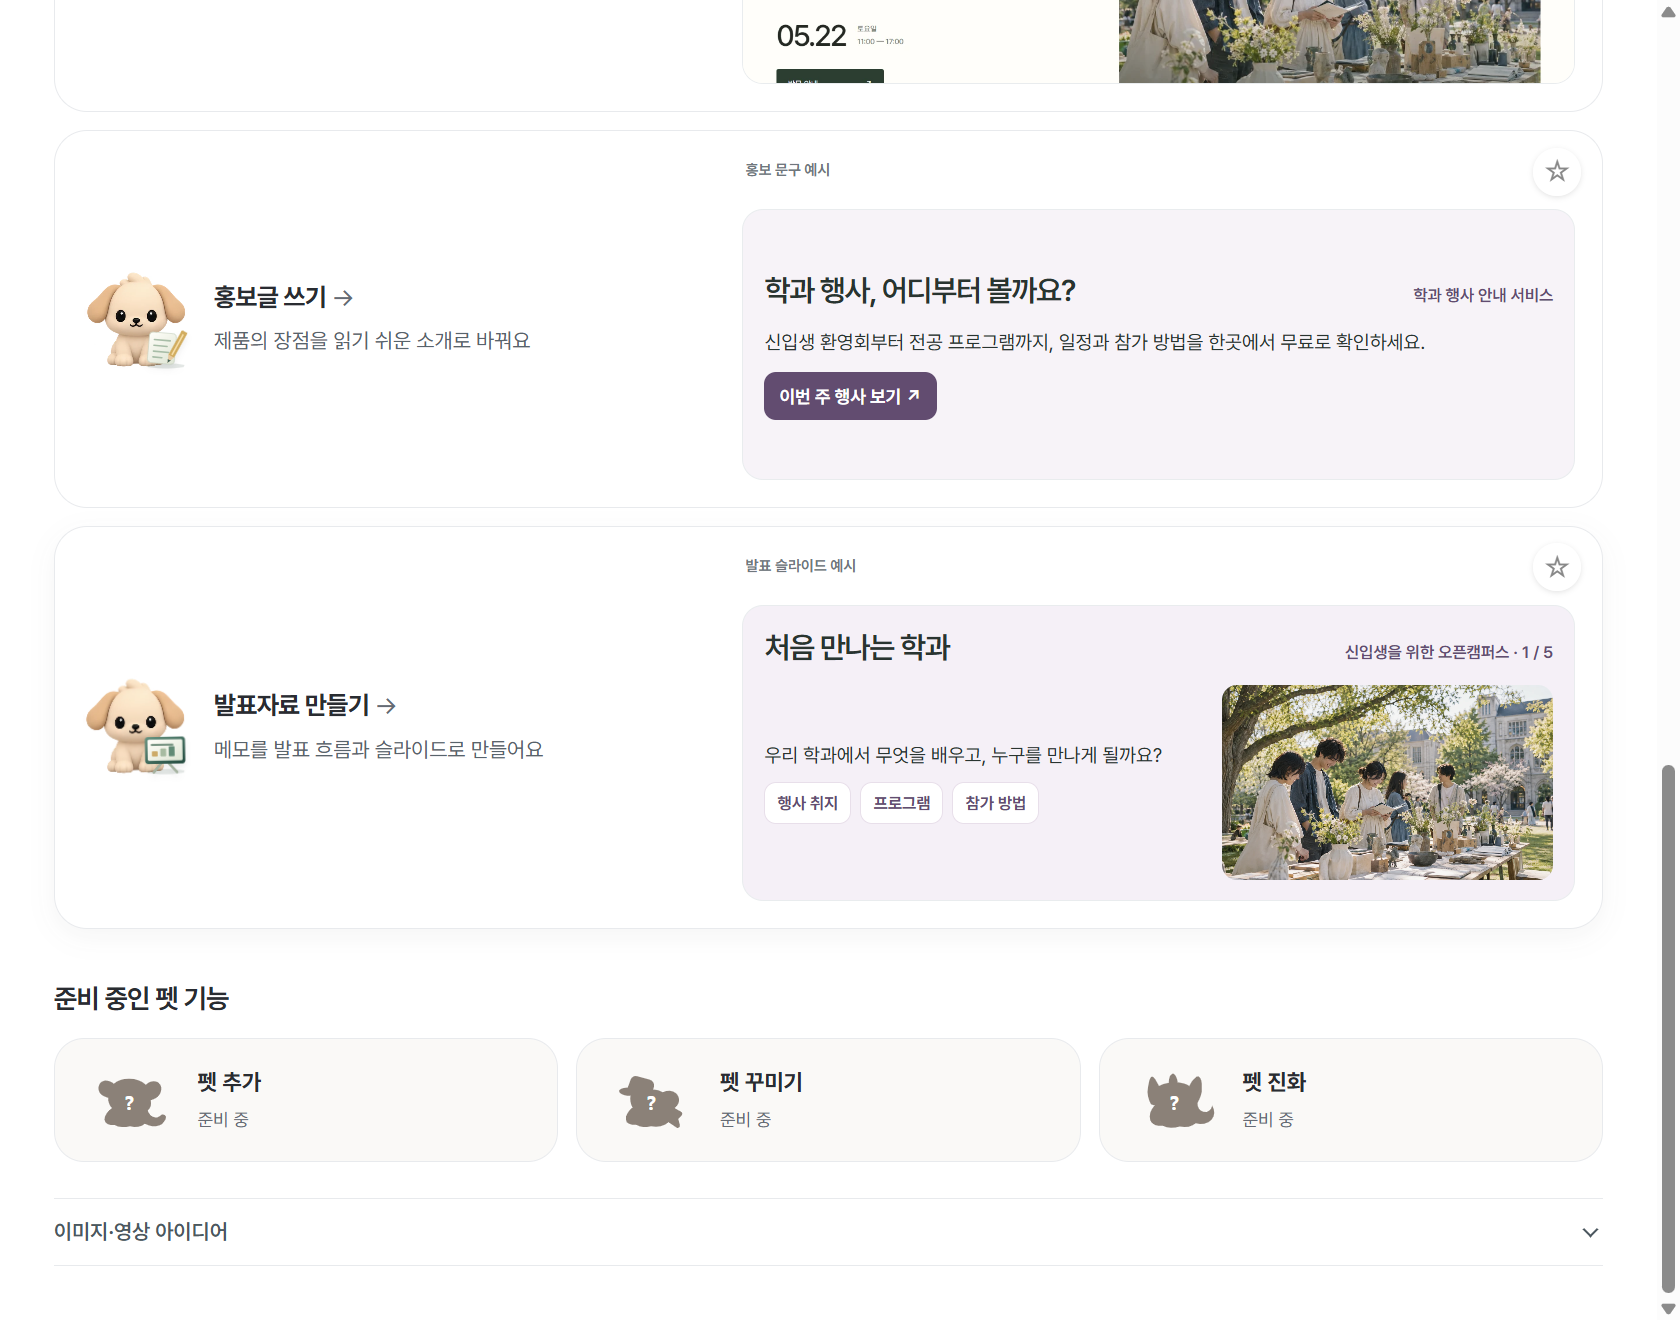 05.22
토요일
11:00 — 17:00
홍보 문구 예시
홍보글 쓰기 →
제품의 장점을 읽기 쉬운 소개로 바꿔요
학과 행사, 어디부터 볼까요?
학과 행사 안내 서비스
신입생 환영회부터 전공 프로그램까지, 일정과 참가 방법을 한곳에서 무료로 확인하세요.
이번 주 행사 보기 ↗
발표 슬라이드 예시
발표자료 만들기 →
메모를 발표 흐름과 슬라이드로 만들어요
처음 만나는 학과
신입생을 위한 오픈캠퍼스 · 1 / 5
우리 학과에서 무엇을 배우고, 누구를 만나게 될까요?
행사 취지
프로그램
참가 방법
준비 중인 펫 기능
?
펫 추가
준비 중
?
펫 꾸미기
준비 중
?
펫 진화
준비 중
이미지·영상 아이디어